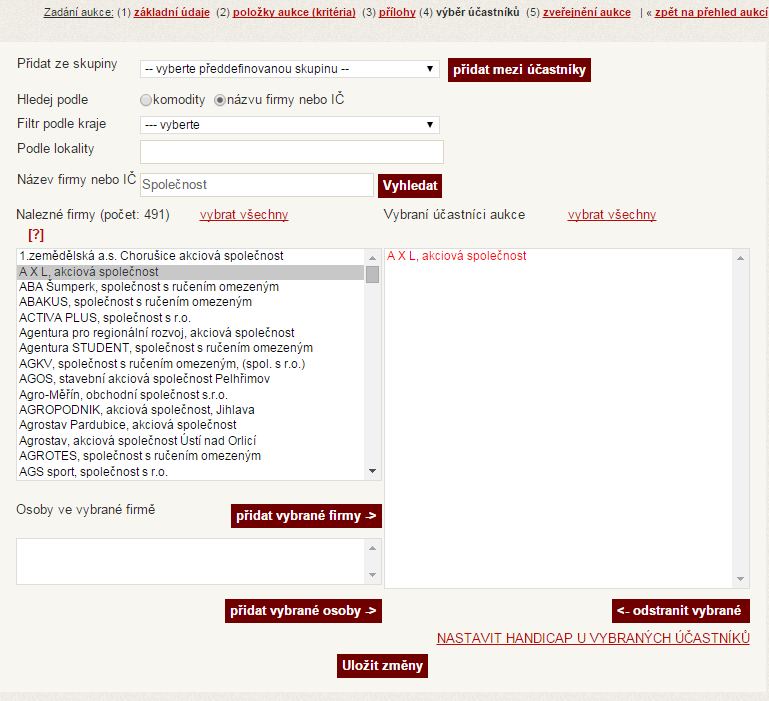 Zadání aukce: (1) základní údaje (2) položky aukce (kritéria) (3) přílohy (4) výběr účastníků (5) zveřejnění aukce | « zpět na přehled aukcí
Přidat ze skupiny -- vyberte předdefinovanou skupinu -- přidat mezi účastníky
Hledej podle komodity názvu firmy nebo IČ
Filtr podle kraje --- vyberte
Podle lokality
Název firmy nebo IČ Společnost Vyhledat
Nalezné firmy (počet: 491) vybrat všechny Vybraní účastníci aukce vybrat všechny
[?]
1.zemědělská a.s. Chorušice akciová společnost
A X L, akciová společnost
ABA Šumperk, společnost s ručením omezeným
ABAKUS, společnost s ručením omezeným
ACTIVA PLUS, společnost s r.o.
Agentura pro regionální rozvoj, akciová společnost
Agentura STUDENT, společnost s ručením omezeným
AGKV, společnost s ručením omezeným, (spol. s r.o.)
AGOS, stavební akciová společnost Pelhřimov
Agro-Měřín, obchodní společnost s.r.o.
AGROPODNIK, akciová společnost, Jihlava
Agrostav Pardubice, akciová společnost
Agrostav, akciová společnost Ústí nad Orlicí
AGROTES, společnost s ručením omezeným
AGS sport, společnost s r.o.
A X L, akciová společnost
Osoby ve vybrané firmě přidat vybrané firmy ->
přidat vybrané osoby -> <- odstranit vybrané
NASTAVIT HANDICAP U VYBRANÝCH ÚČASTNÍKŮ
Uložit změny